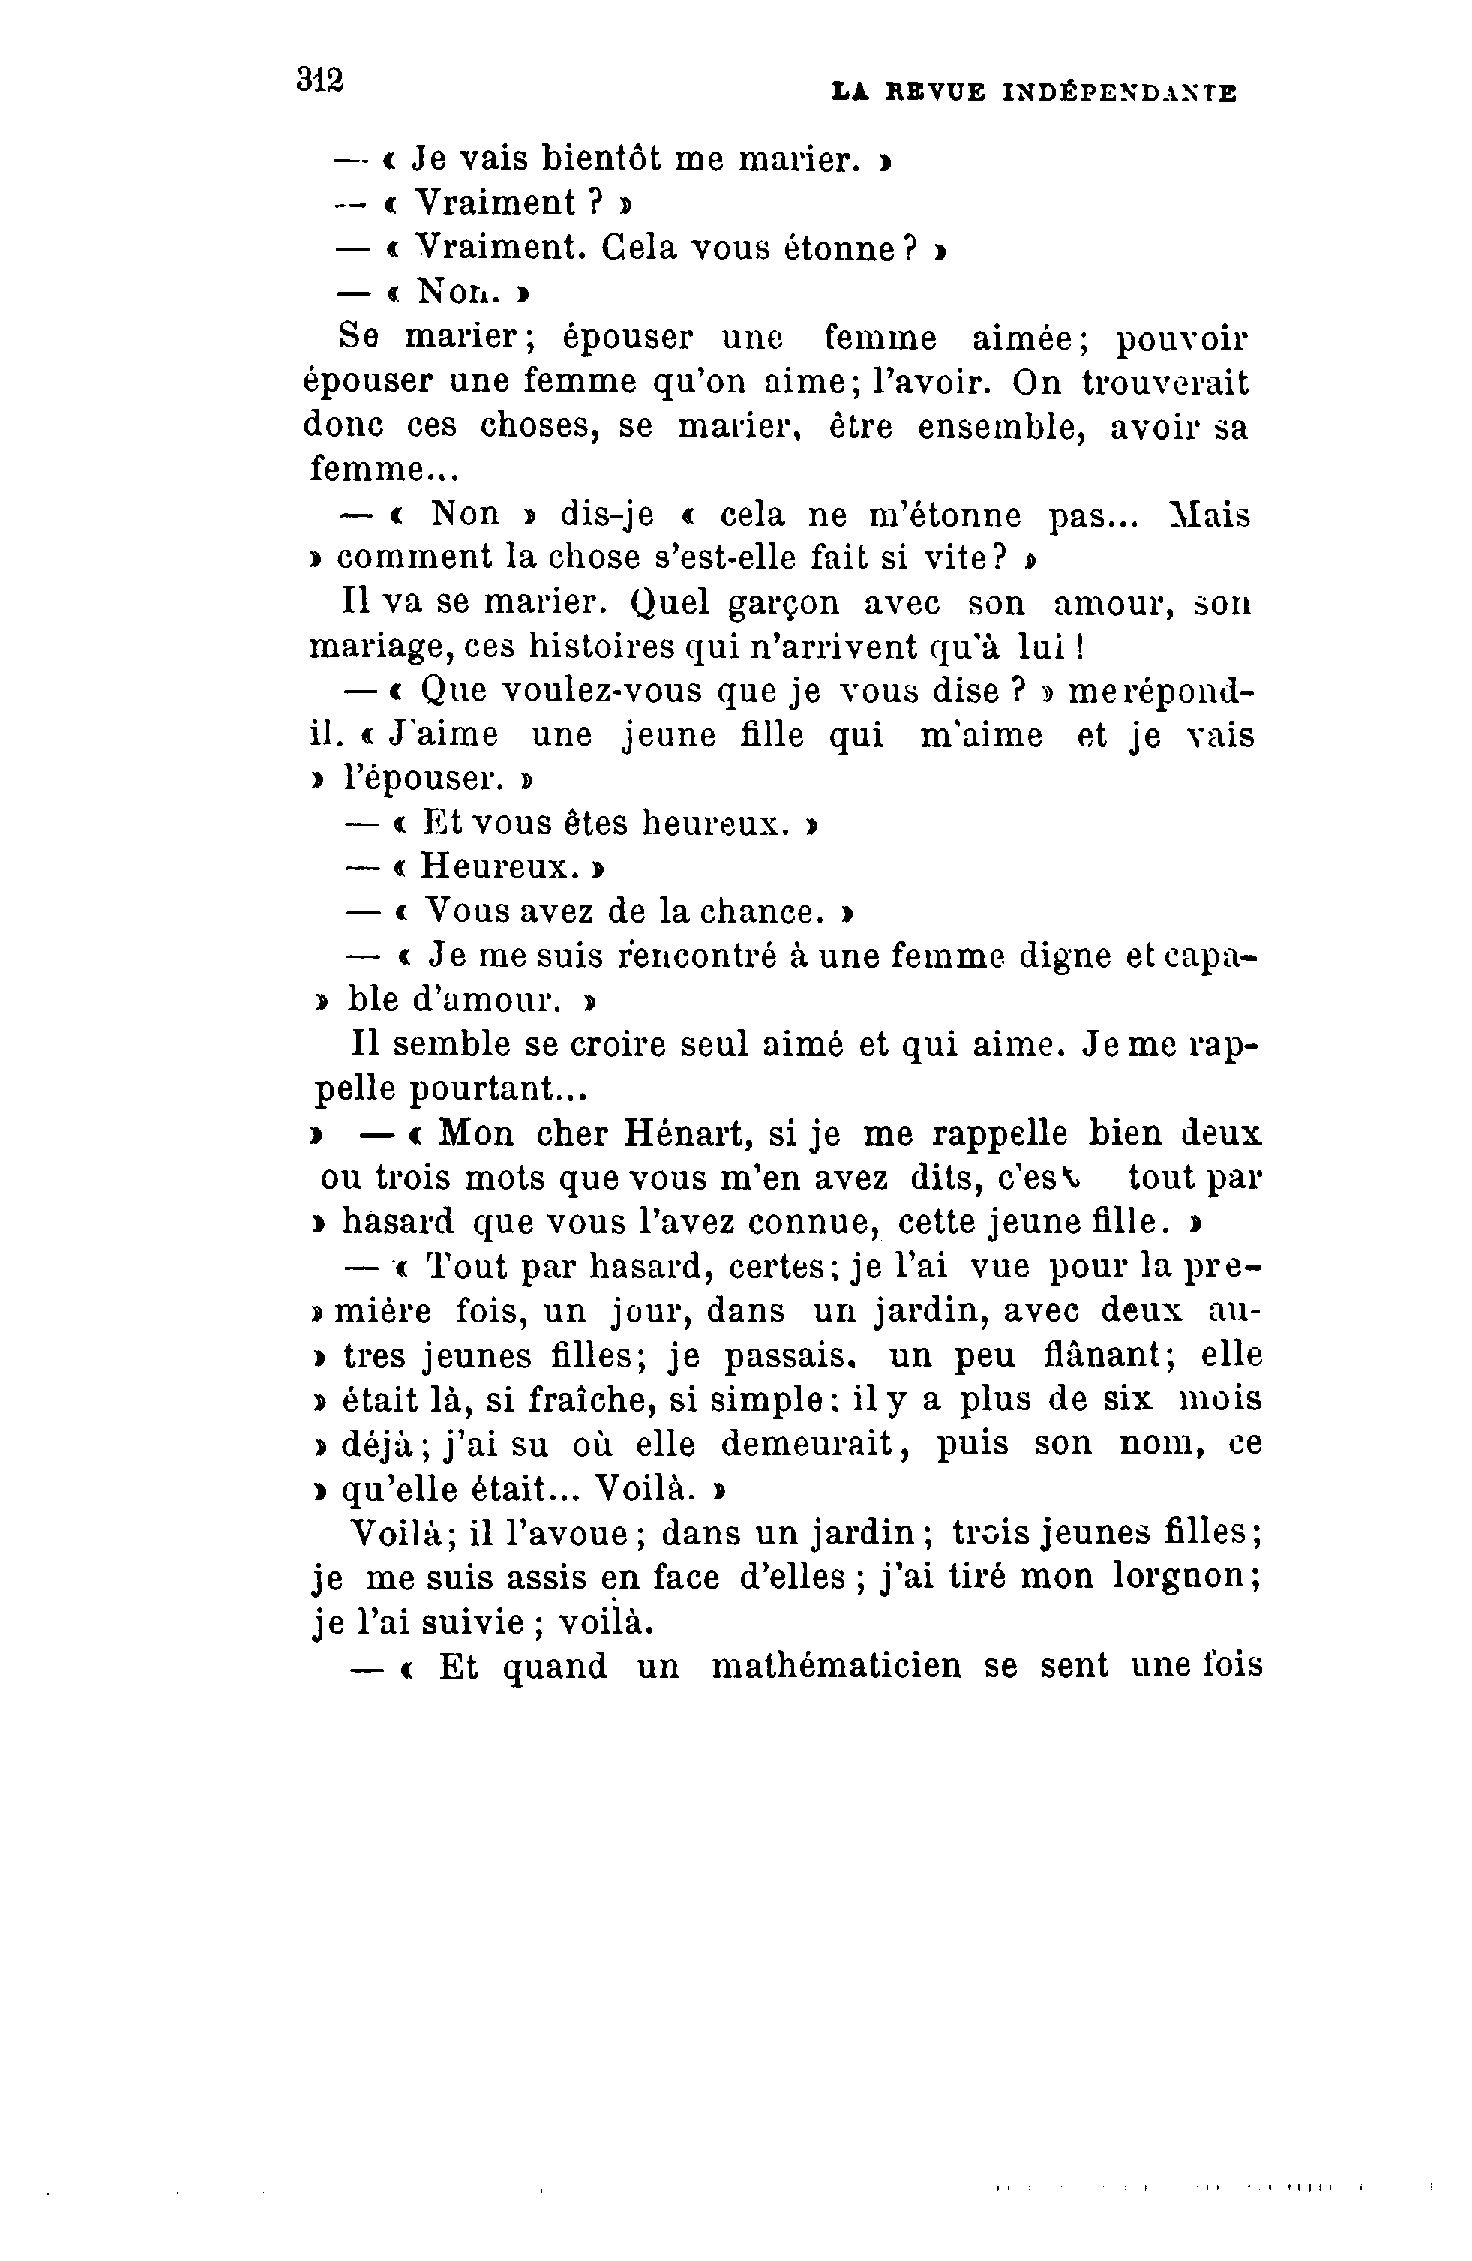 312
LA REVUE INDÉPENDANTE
— « Je vais bientôt me marier. »
— « Vraiment ? »
— « Vraiment. Cela vous étonne ? »
— « Non. »
Se marier; épouser une femme aimée; pouvoir
épouser une femme qu'on aime; l'avoir. On trouverait
donc ces choses, se marier, être ensemble, avoir sa
femme...
— « Non » dis-je « cela ne m'étonne pas... Mais
» comment la chose s'est-elle fait si vite? »
Il va se marier. Quel garçon avec son amour, son
mariage, ces histoires qui n'arrivent qu'à lui !
— « Que voulez-vous que je vous dise ? » me répond-
il. « J'aime une jeune fille qui m'aime et je vais
» l'épouser. »
— « Et vous êtes heureux. »
— « Heureux. »
— « Vous avez de la chance. »
— « Je me suis rencontré à une femme digne et capa-
» ble d'amour. »
Il semble se croire seul aimé et qui aime. Je me rap-
pelle pourtant...
» — « Mon cher Hénart, si je me rappelle bien deux
ou trois mots que vous m'en avez dits, c'est tout par
» hasard que vous l'avez connue, cette jeune fille. »
— « Tout par hasard, certes; je l'ai vue pour la pre-
» mière fois, un jour, dans un jardin, avec deux au-
» tres jeunes filles; je passais, un peu flânant; elle
» était là, si fraîche, si simple: il y a plus de six mois
» déjà; j'ai su où elle demeurait, puis son nom, ce
» qu'elle était... Voilà. »
Voilà; il l'avoue; dans un jardin; trois jeunes filles;
je me suis assis en face d'elles; j'ai tiré mon lorgnon;
je l'ai suivie; voilà.
— « Et quand un mathématicien se sent une fois